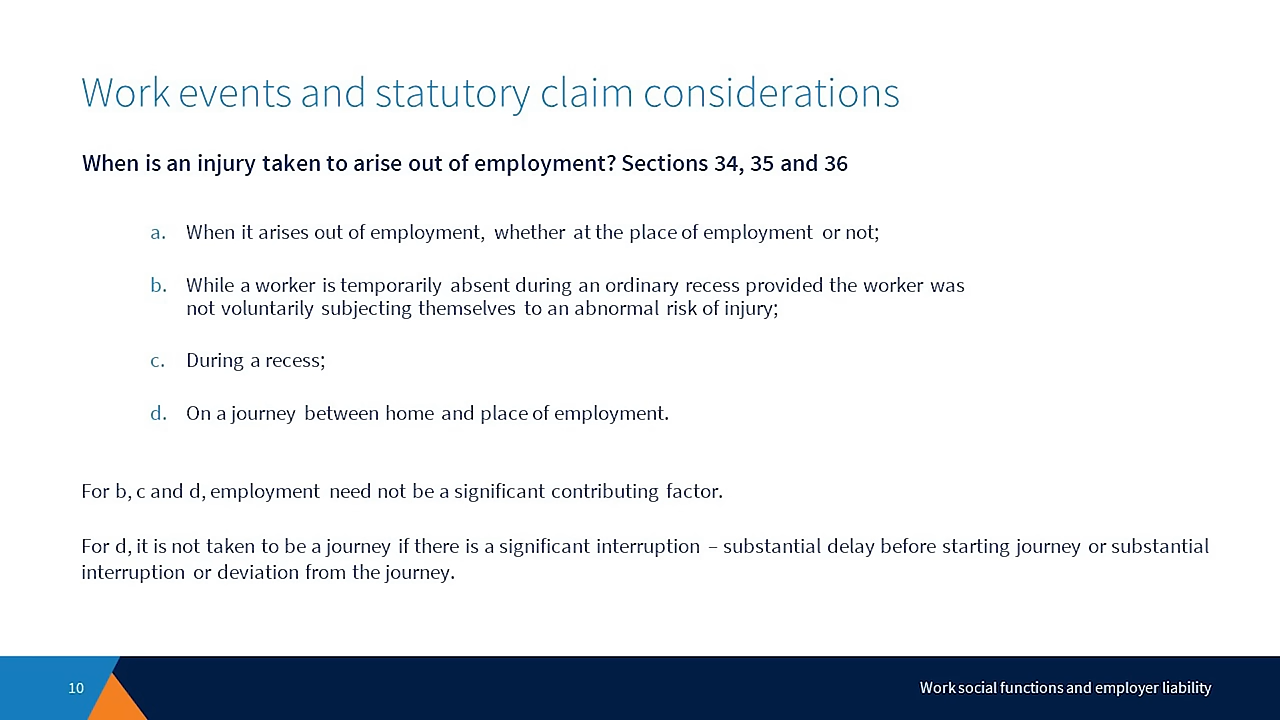 Work events and statutory claim considerations
When is an injury taken to arise out of employment? Sections 34, 35 and 36
a. When it arises out of employment, whether at the place of employment or not;
b. While a worker is temporarily absent during an ordinary recess provided the worker was
not voluntarily subjecting themselves to an abnormal risk of injury;
c. During a recess;
d. On a journey between home and place of employment.
For b, c and d, employment need not be a significant contributing factor.
For d, it is not taken to be a journey if there is a significant interruption – substantial delay before starting journey or substantial
interruption or deviation from the journey.
10
Work social functions and employer liability